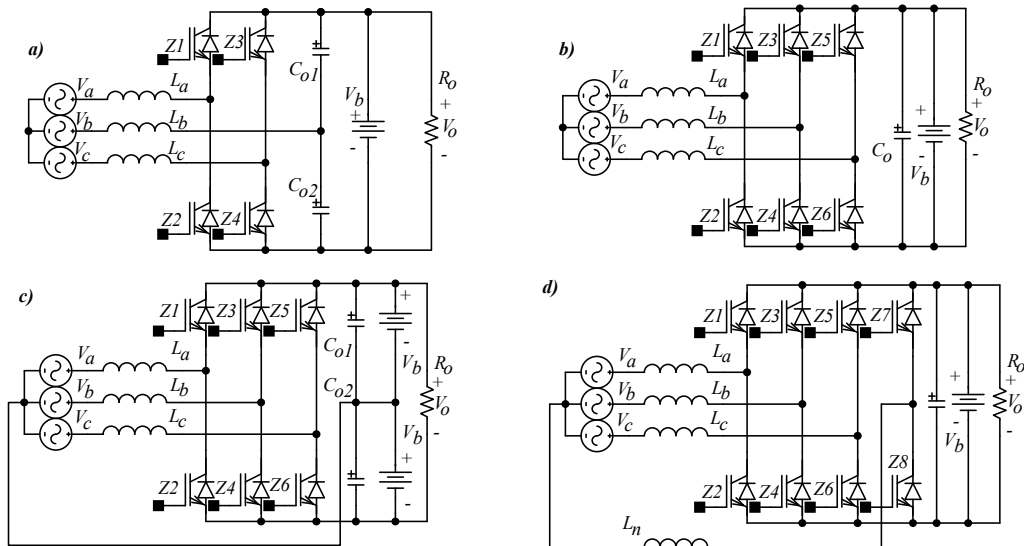 a)
Z1
Z3
Co1
Va
La
Vb
Lb
Vc
Lc
Co2
Z2
Z4
Vb
+
-
Ro
+
Vo
-
b)
Z1
Z3
Z5
Va
La
Vb
Lb
Vc
Lc
Z2
Z4
Z6
Co
+
-
Vb
Ro
+
Vo
-
c)
Z1
Z3
Z5
Va
La
Vb
Lb
Vc
Lc
Z2
Z4
Z6
Co1
Co2
+
-
Vb
Vb
+
-
Ro
+
Vo
-
d)
Z1
Z3
Z5
Z7
Va
La
Vb
Lb
Vc
Lc
Z2
Z4
Z6
Z8
Ln
+
-
Vb
Ro
+
Vo
-